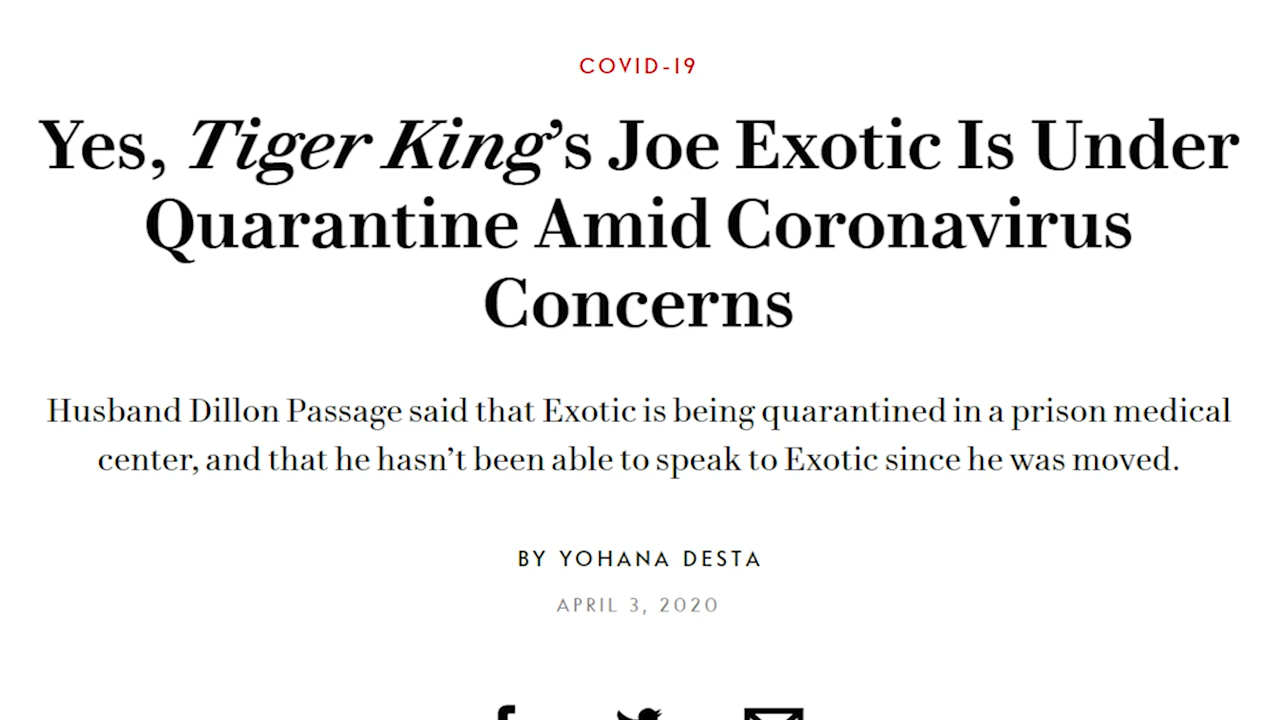 COVID-19
Yes, Tiger King’s Joe Exotic Is Under
Quarantine Amid Coronavirus
Concerns
Husband Dillon Passage said that Exotic is being quarantined in a prison medical
center, and that he hasn’t been able to speak to Exotic since he was moved.
BY YOHANA DESTA
APRIL 3, 2020